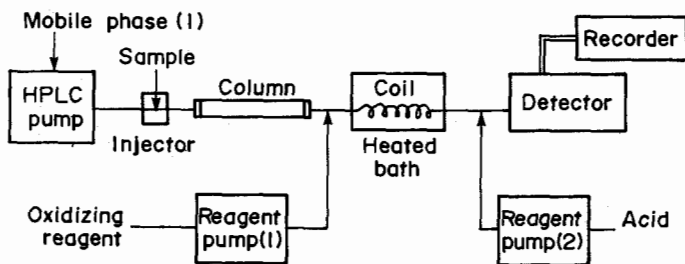 Mobile phase (1)
Sample
Recorder
HPLC
pump
Column
Coil
Detector
Injector
Heated
bath
Oxidizing
reagent
Reagent
pump(1)
Reagent
pump(2)
Acid